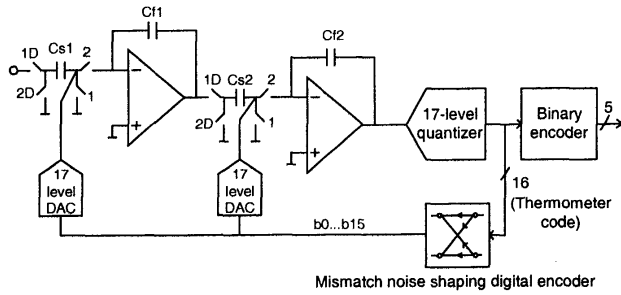 Cf1
Cf2
1D
Cs1
2
2D
1
1D
Cs2
2
2D
1
−
+
−
+
17-level
quantizer
Binary
encoder
5
17
level
DAC
17
level
DAC
16
(Thermometer
code)
b0...b15
Mismatch noise shaping digital encoder